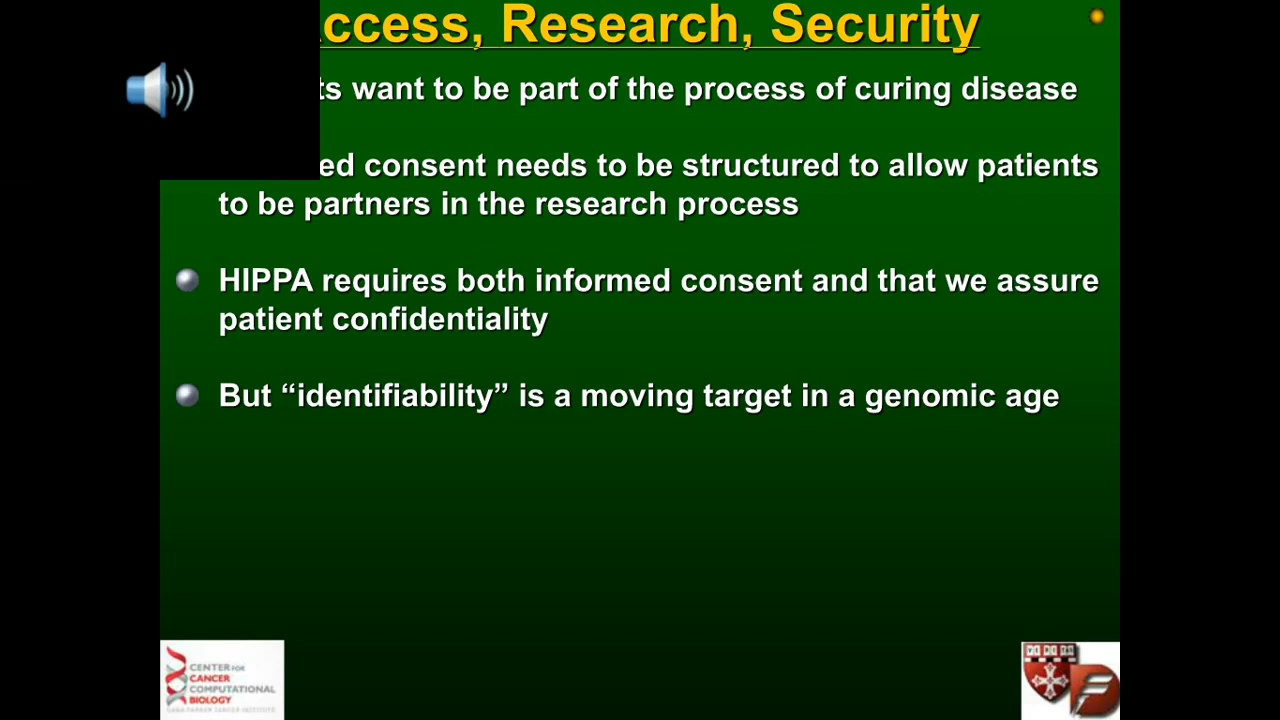 ccess, Research, Security
ts want to be part of the process of curing disease
ed consent needs to be structured to allow patients
to be partners in the research process
HIPPA requires both informed consent and that we assure
patient confidentiality
But “identifiability” is a moving target in a genomic age
CENTER FOR
CANCER
COMPUTATIONAL
BIOLOGY